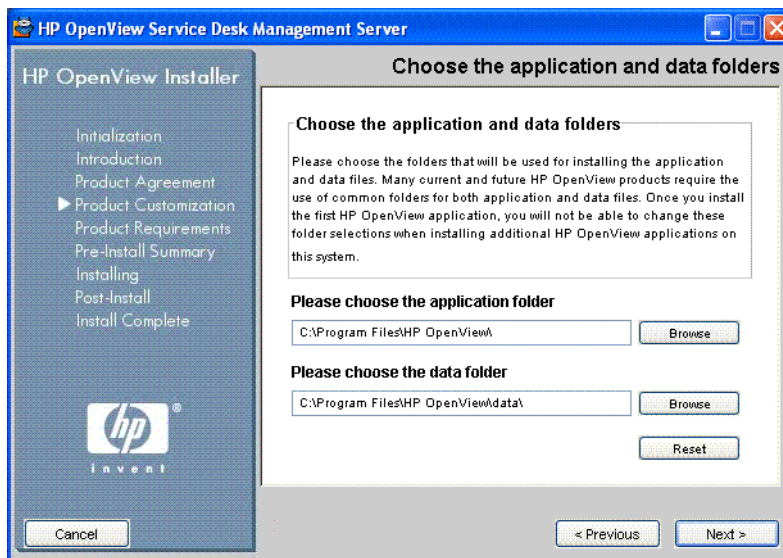 HP OpenView Service Desk Management Server
HP OpenView Installer
Initialization
Introduction
Product Agreement
Product Customization
Product Requirements
Pre-Install Summary
Installing
Post-Install
Install Complete
hp
®
invent
Cancel
Choose the application and data folders
Choose the application and data folders
Please choose the folders that will be used for installing the application
and data files. Many current and future HP OpenView products require the
use of common folders for both application and data files. Once you install
the first HP OpenView application, you will not be able to change these
folder selections when installing additional HP OpenView applications on
this system.
Please choose the application folder
C:\Program Files\HP OpenView\
Browse
Please choose the data folder
C:\Program Files\HP OpenView\data\
Browse
Reset
< Previous
Next >